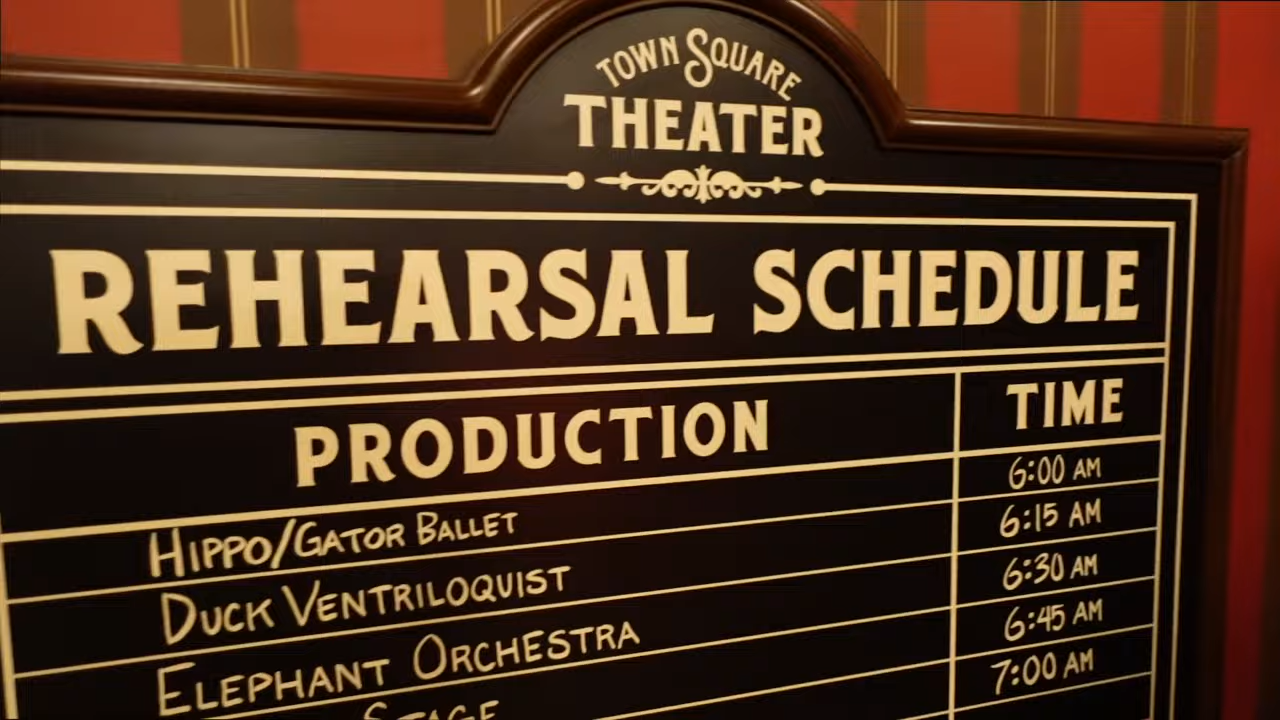 TOWN SQUARE
THEATER
REHEARSAL SCHEDULE
PRODUCTION TIME
HIPPO/GATOR BALLET 6:00 AM
DUCK VENTRILOQUIST 6:15 AM
ELEPHANT ORCHESTRA 6:30 AM
STAGE 6:45 AM
7:00 AM